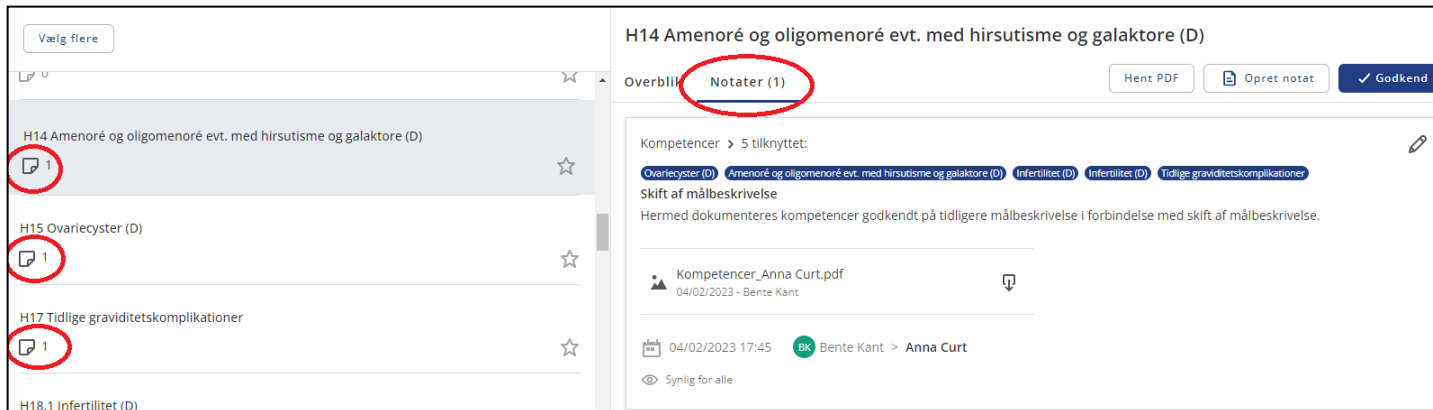 Vælg flere
0
H14 Amenoré og oligomenoré evt. med hirsutisme og galaktore (D)
1
H15 Ovariecyster (D)
1
H17 Tidlige graviditetskomplikationer
1
H18.1 Infertilitet (D)
H14 Amenoré og oligomenoré evt. med hirsutisme og galaktore (D)
Overblik Notater (1) Hent PDF Opret notat Godkend
Kompetencer > 5 tilknyttet:
Ovariecyster (D) Amenoré og oligomenoré evt. med hirsutisme og galaktore (D) Infertilitet (D) Infertilitet (D) Tidlige graviditetskomplikationer
Skift af målbeskrivelse
Hermed dokumenteres kompetencer godkendt på tidligere målbeskrivelse i forbindelse med skift af målbeskrivelse.
Kompetencer_Anna Curt.pdf
04/02/2023 - Bente Kant
04/02/2023 17:45 BK Bente Kant > Anna Curt
Synlig for alle